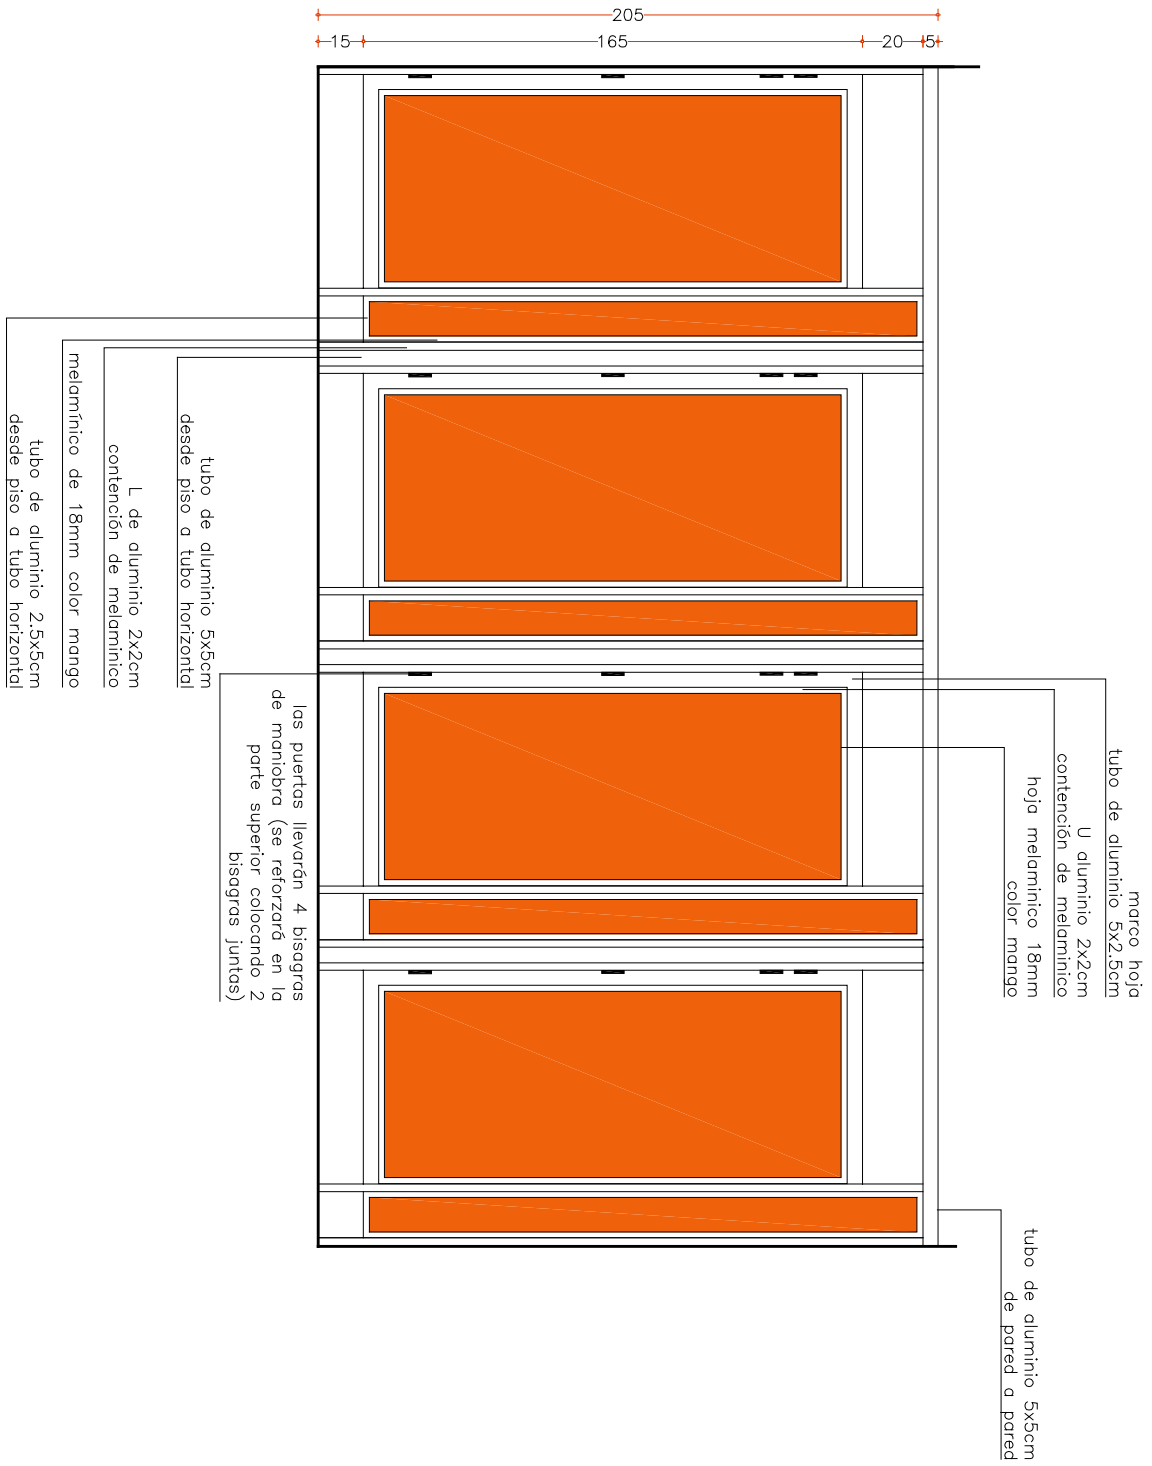 205
15
165
20
5
marco hoja
tubo de aluminio 5x2.5cm
U aluminio 2x2cm
contención de melaminico
hoja melaminico 18mm
color mango
tubo de aluminio 5x5cm
de pared a pared
las puertas llevarán 4 bisagras
de maniobra (se reforzará en la
parte superior colocando 2
bisagras juntas)
tubo de aluminio 5x5cm
desde piso a tubo horizontal
L de aluminio 2x2cm
contención de melaminico
melamínico de 18mm color mango
tubo de aluminio 2.5x5cm
desde piso a tubo horizontal